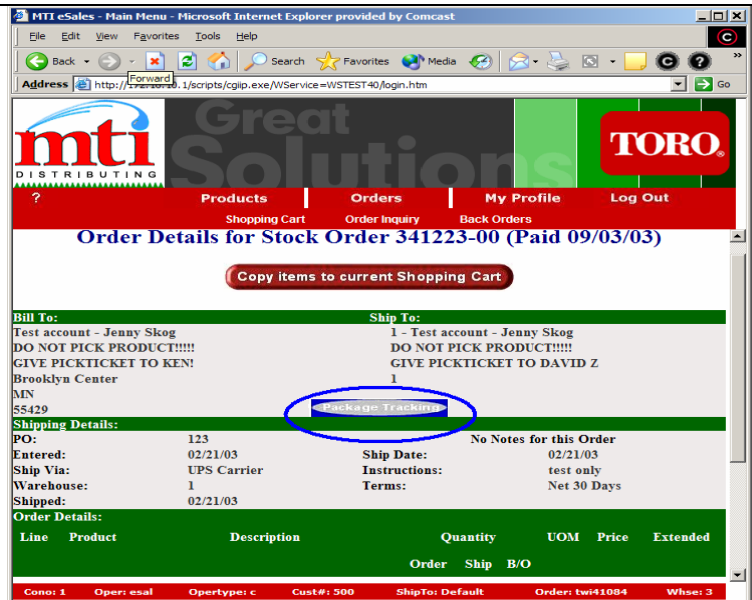 MTI eSales - Main Menu - Microsoft Internet Explorer provided by Comcast
File Edit View Favorites Tools Help
Back Search Favorites Media
Forward
Address http://172.16.10.1/scripts/cgiip.exe/WService=WSTEST40/login.htm Go
Great
Solutions
mti
DISTRIBUTING
TORO
? Products Orders My Profile Log Out
Shopping Cart Order Inquiry Back Orders
Order Details for Stock Order 341223-00 (Paid 09/03/03)
Copy items to current Shopping Cart
Bill To: Ship To:
Test account - Jenny Skog 1 - Test account - Jenny Skog
DO NOT PICK PRODUCT!!!!! DO NOT PICK PRODUCT!!!!!
GIVE PICKTICKET TO KEN! GIVE PICKTICKET TO DAVID Z
Brooklyn Center 1
MN
55429 Package Tracking
Shipping Details:
PO: 123 No Notes for this Order
Entered: 02/21/03 Ship Date: 02/21/03
Ship Via: UPS Carrier Instructions: test only
Warehouse: 1 Terms: Net 30 Days
Shipped: 02/21/03
Order Details:
Line Product Description Quantity UOM Price Extended
Order Ship B/O
Cono: 1 Oper: esal Opertype: c Cust#: 500 ShipTo: Default Order: twi41084 Whse: 3